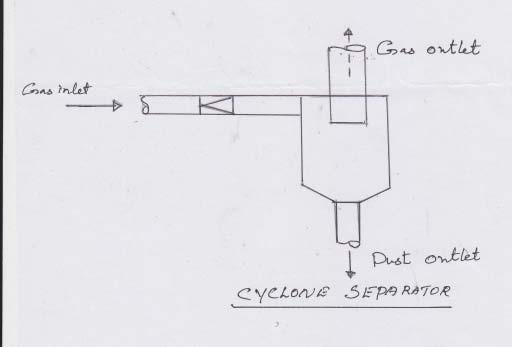 Gas outlet
Gas inlet
Dust outlet
CYCLONE SEPARATOR